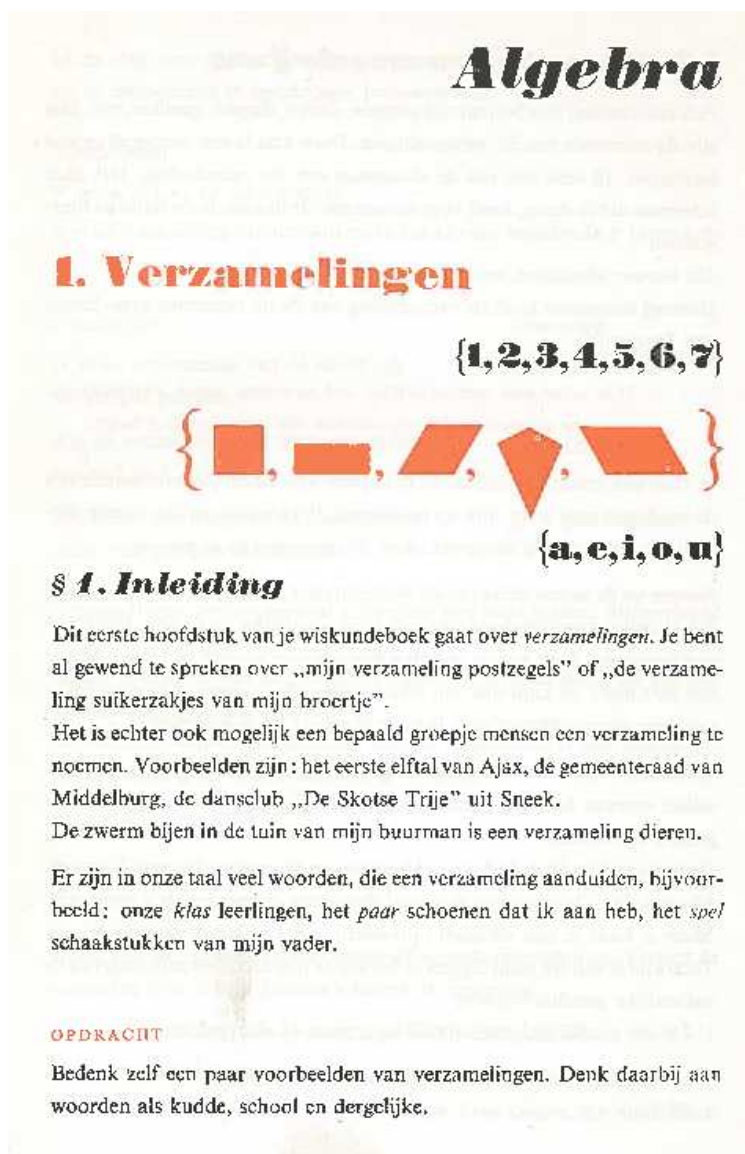 Algebra
1. Verzamelingen
{1,2,3,4,5,6,7}
{ , , , , }
{a,e,i,o,u}
§ 1. Inleiding
Dit eerste hoofdstuk van je wiskundeboek gaat over verzamelingen. Je bent
al gewend te spreken over „mijn verzameling postzegels” of „de verzame-
ling suikerzakjes van mijn broertje”.
Het is echter ook mogelijk een bepaald groepje mensen een verzameling te
noemen. Voorbeelden zijn: het eerste elftal van Ajax, de gemeenteraad van
Middelburg, de dansclub „De Skotse Trije” uit Sneek.
De zwerm bijen in de tuin van mijn buurman is een verzameling dieren.
Er zijn in onze taal veel woorden, die een verzameling aanduiden, bijvoor-
beeld: onze klas leerlingen, het paar schoenen dat ik aan heb, het spel
schaakstukken van mijn vader.
OPDRACHT
Bedenk zelf een paar voorbeelden van verzamelingen. Denk daarbij aan
woorden als kudde, school en dergelijke.